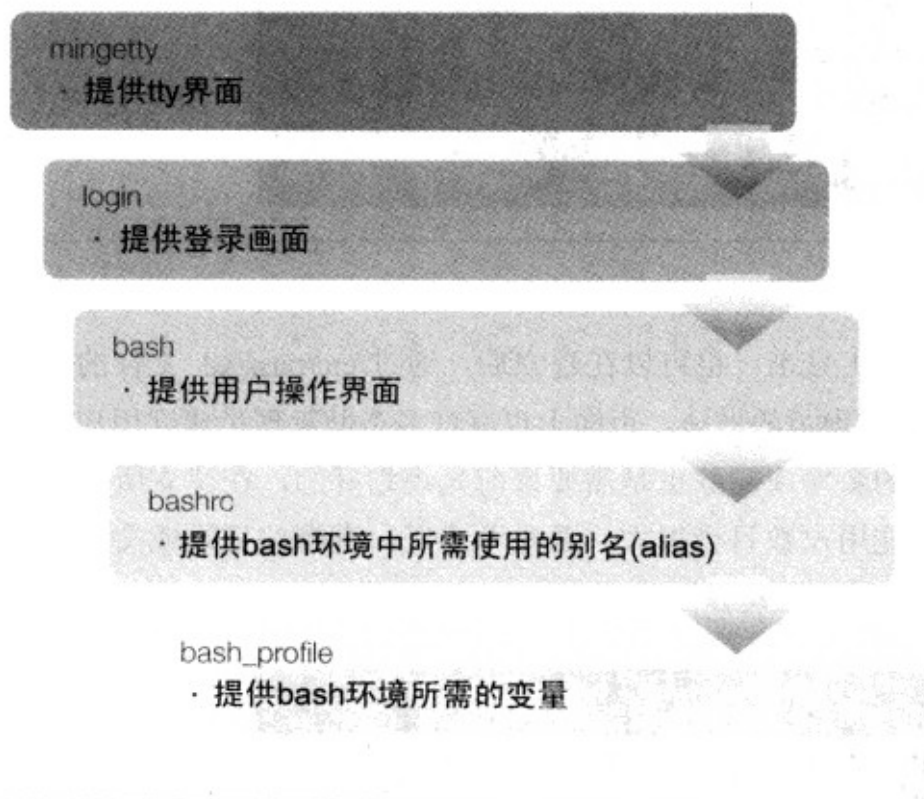 mingetty
· 提供tty界面
login
· 提供登录画面
bash
· 提供用户操作界面
bashrc
· 提供bash环境中所需使用的别名(alias)
bash_profile
· 提供bash环境所需的变量